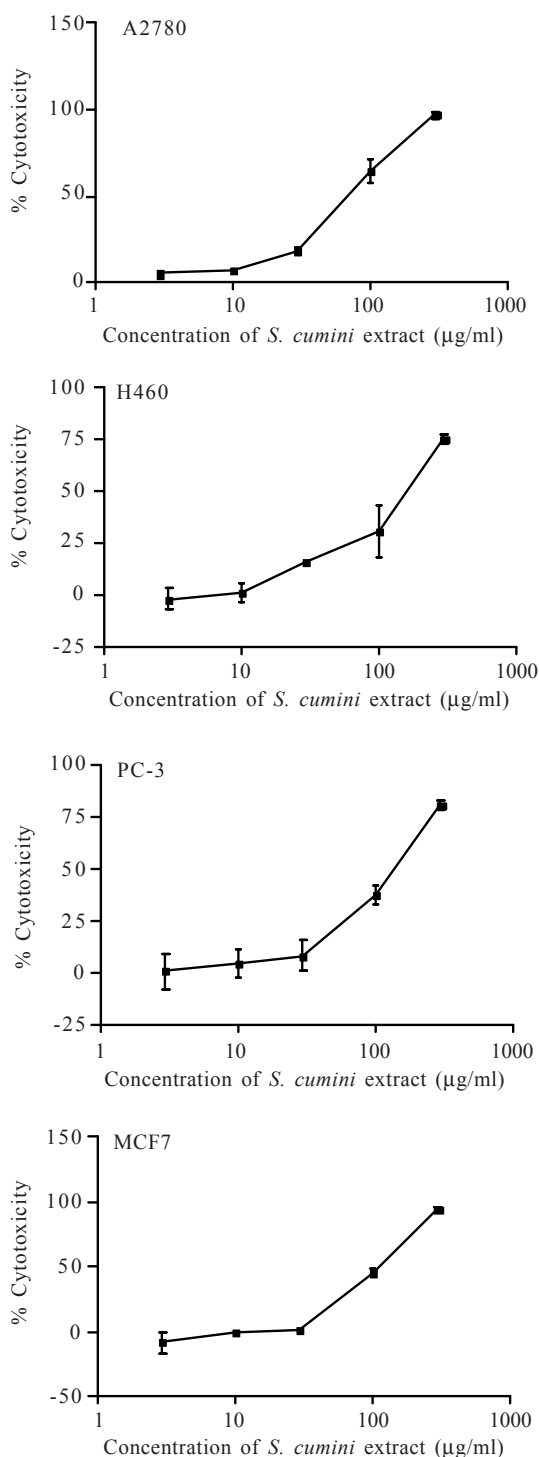 A2780
150
100
50
0
% Cytotoxicity
1 10 100 1000
Concentration of S. cumini extract (µg/ml)
H460
100
75
50
25
0
-25
% Cytotoxicity
1 10 100 1000
Concentration of S. cumini extract (µg/ml)
PC-3
100
75
50
25
0
-25
% Cytotoxicity
1 10 100 1000
Concentration of S. cumini extract (µg/ml)
MCF7
150
100
50
0
-50
% Cytotoxicity
1 10 100 1000
Concentration of S. cumini extract (µg/ml)